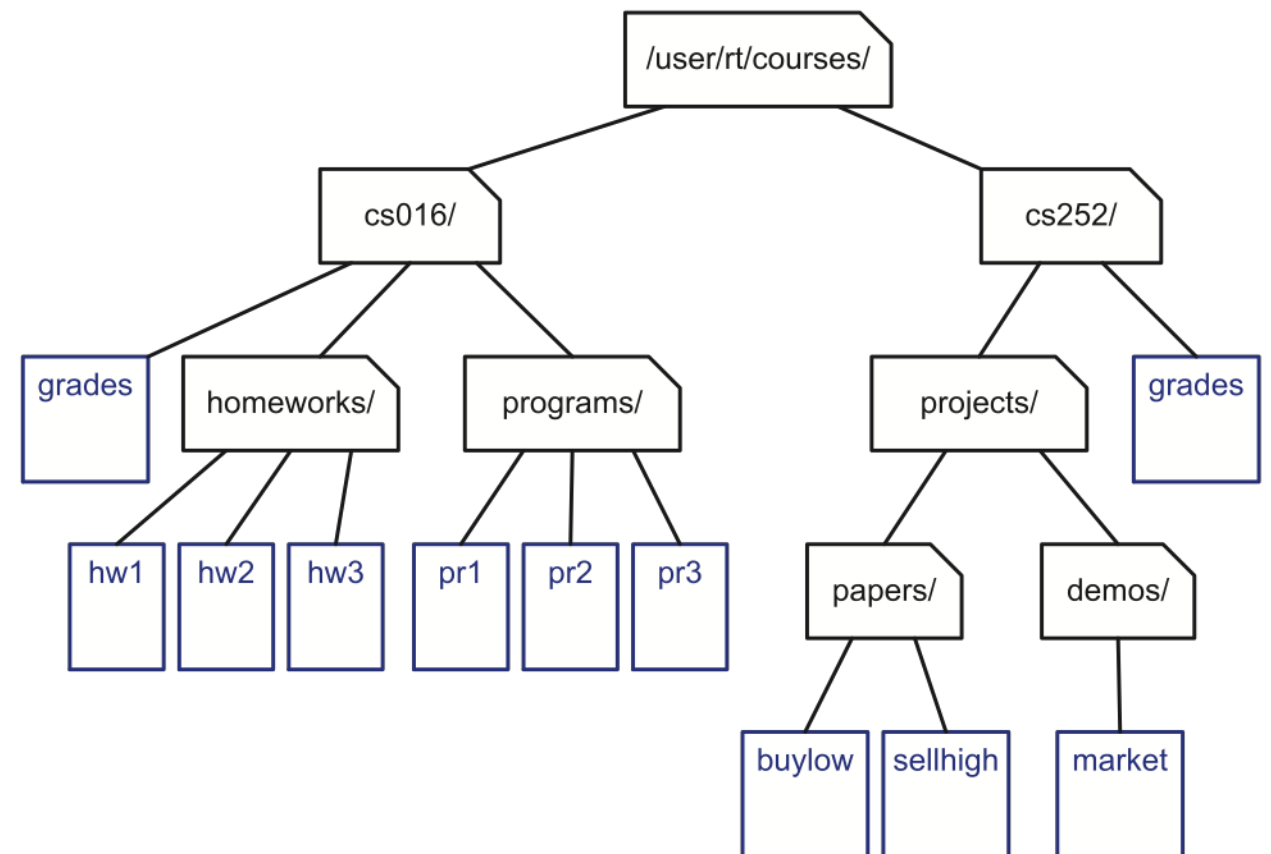 /user/rt/courses/
cs016/
cs252/
grades
homeworks/
programs/
projects/
grades
hw1
hw2
hw3
pr1
pr2
pr3
papers/
demos/
buylow
sellhigh
market